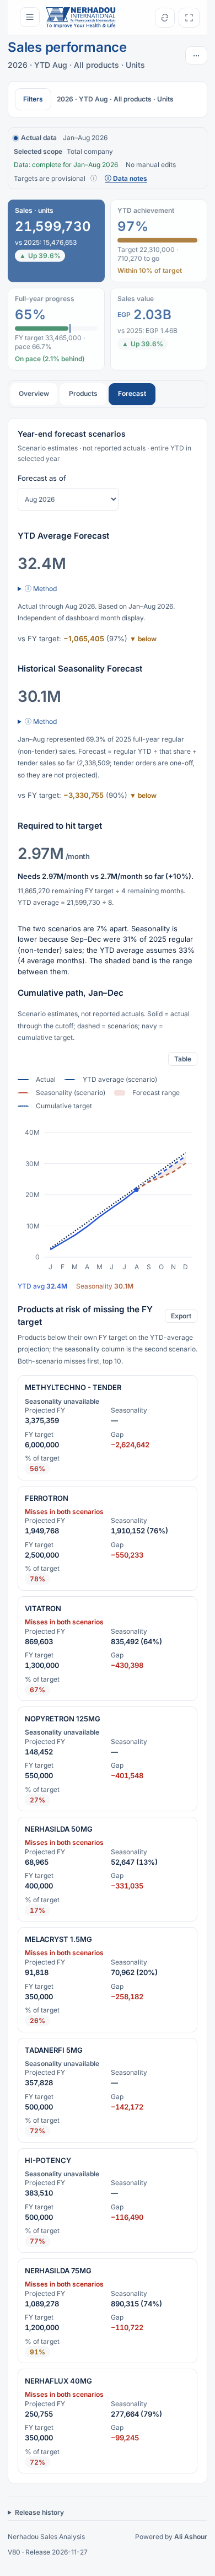 NERHADOU
INTERNATIONAL
To Improve Your Health & Life
Sales performance
2026 · YTD Aug · All products · Units
Filters 2026 · YTD Aug · All products · Units
Actual data Jan–Aug 2026
Selected scope Total company
Data: complete for Jan–Aug 2026 No manual edits
Targets are provisional ⓘ ⓘ Data notes
Sales · units
21,599,730
vs 2025: 15,476,653
▲ Up 39.6%
YTD achievement
97%
Target 22,310,000 ·
710,270 to go
Within 10% of target
Full-year progress
65%
FY target 33,465,000 ·
pace 66.7%
On pace (2.1% behind)
Sales value
EGP 2.03B
vs 2025: EGP 1.46B
▲ Up 39.6%
Overview Products Forecast
Year-end forecast scenarios
Scenario estimates · not reported actuals · entire YTD in
selected year
Forecast as of
Aug 2026
YTD Average Forecast
32.4M
▶ ⓘ Method
Actual through Aug 2026. Based on Jan–Aug 2026.
Independent of dashboard month display.
vs FY target: −1,065,405 (97%) ▼ below
Historical Seasonality Forecast
30.1M
▶ ⓘ Method
Jan–Aug represented 69.3% of 2025 full-year regular
(non-tender) sales. Forecast = regular YTD ÷ that share +
tender sales so far (2,338,509; tender orders are one-off,
so they are not projected).
vs FY target: −3,330,755 (90%) ▼ below
Required to hit target
2.97M /month
Needs 2.97M/month vs 2.7M/month so far (+10%).
11,865,270 remaining FY target ÷ 4 remaining months.
YTD average = 21,599,730 ÷ 8.
The two scenarios are 7% apart. Seasonality is
lower because Sep–Dec were 31% of 2025 regular
(non-tender) sales; the YTD average assumes 33%
(4 average months). The shaded band is the range
between them.
Cumulative path, Jan–Dec
Scenario estimates, not reported actuals. Solid = actual
through the cutoff; dashed = scenarios; navy =
cumulative target.
Table
Actual YTD average (scenario)
Seasonality (scenario) Forecast range
Cumulative target
40M
30M
20M
10M
0
J F M A M J J A S O N D
YTD avg 32.4M Seasonality 30.1M
Products at risk of missing the FY
target
Export
Products below their own FY target on the YTD-average
projection; the seasonality column is the second scenario.
Both-scenario misses first, top 10.
METHYLTECHNO - TENDER
Seasonality unavailable
Projected FY Seasonality
3,375,359 —
FY target Gap
6,000,000 −2,624,642
% of target
56%
FERROTRON
Misses in both scenarios
Projected FY Seasonality
1,949,768 1,910,152 (76%)
FY target Gap
2,500,000 −550,233
% of target
78%
VITATRON
Misses in both scenarios
Projected FY Seasonality
869,603 835,492 (64%)
FY target Gap
1,300,000 −430,398
% of target
67%
NOPYRETRON 125MG
Seasonality unavailable
Projected FY Seasonality
148,452 —
FY target Gap
550,000 −401,548
% of target
27%
NERHASILDA 50MG
Misses in both scenarios
Projected FY Seasonality
68,965 52,647 (13%)
FY target Gap
400,000 −331,035
% of target
17%
MELACRYST 1.5MG
Misses in both scenarios
Projected FY Seasonality
91,818 70,962 (20%)
FY target Gap
350,000 −258,182
% of target
26%
TADANERFI 5MG
Seasonality unavailable
Projected FY Seasonality
357,828 —
FY target Gap
500,000 −142,172
% of target
72%
HI-POTENCY
Seasonality unavailable
Projected FY Seasonality
383,510 —
FY target Gap
500,000 −116,490
% of target
77%
NERHASILDA 75MG
Misses in both scenarios
Projected FY Seasonality
1,089,278 890,315 (74%)
FY target Gap
1,200,000 −110,722
% of target
91%
NERHAFLUX 40MG
Misses in both scenarios
Projected FY Seasonality
250,755 277,664 (79%)
FY target Gap
350,000 −99,245
% of target
72%
▶ Release history
Nerhadou Sales Analysis Powered by Ali Ashour
V80 · Release 2026-11-27